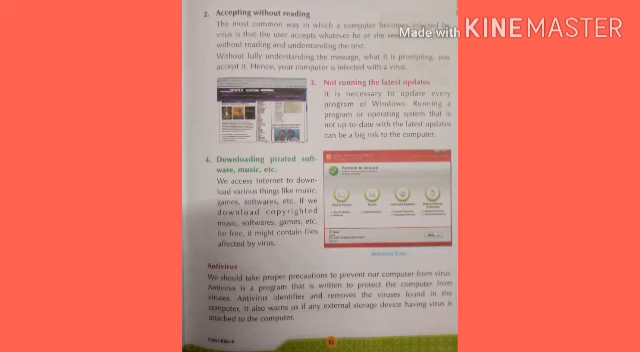 2. Accepting without reading
The most common way in which a computer becomes infected by
Made with KINEMASTER
virus is that the user accepts whatever he or she
without reading and understanding the text.
Without fully understanding the message, what it is prompting, you
accept it. Hence, your computer is infected with a virus.
3. Not running the latest updates
It is necessary to update every
program of Windows. Running a
program or operating system that is
not up-to-date with the latest updates
can be a big risk to the computer.
4. Downloading pirated soft-
ware, music, etc.
We access Internet to down-
load various things like music,
games, softwares, etc. If we
download copyrighted
music, softwares, games, etc.
for free, it might contain files
affected by virus.
System is secure
Antivirus Scan
Antivirus
We should take proper precautions to prevent our computer from virus.
Antivirus is a program that is written to protect the computer from
viruses. Antivirus identifies and removes the viruses found in the
computer. It also warns us if any external storage device having virus is
attached to the computer.